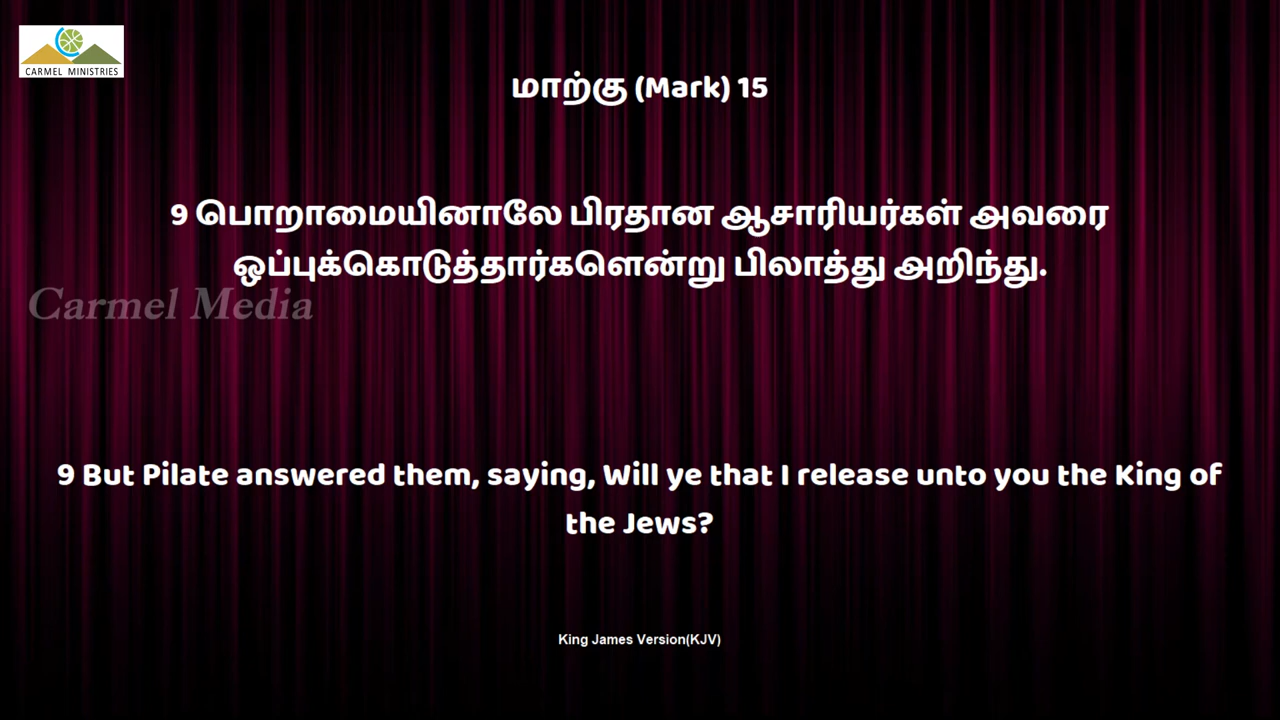 CARMEL MINISTRIES
மாற்கு (Mark) 15
9 பொறாமையினாலே பிரதான ஆசாரியர்கள் அவரை
ஒப்புக்கொடுத்தார்களென்று பிலாத்து அறிந்து.
Carmel Media
9 But Pilate answered them, saying, Will ye that I release unto you the King of
the Jews?
King James Version(KJV)